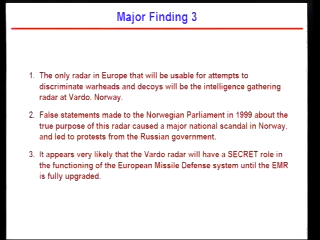 Major Finding 3
1. The only radar in Europe that will be usable for attempts to
discriminate warheads and decoys will be the intelligence gathering
radar at Vardo, Norway.
2. False statements made to the Norwegian Parliament in 1999 about the
true purpose of this radar caused a major national scandal in Norway,
and led to protests from the Russian government.
3. It appears very likely that the Vardo radar will have a SECRET role in
the functioning of the European Missile Defense system until the EMR
is fully upgraded.